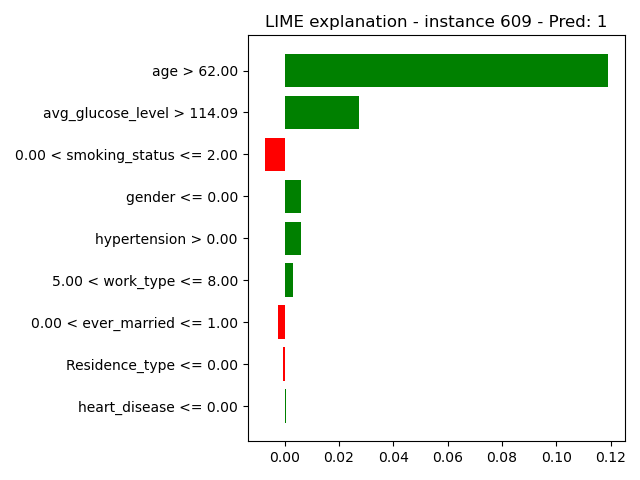 LIME explanation - instance 609 - Pred: 1
age > 62.00
avg_glucose_level > 114.09
0.00 < smoking_status <= 2.00
gender <= 0.00
hypertension > 0.00
5.00 < work_type <= 8.00
0.00 < ever_married <= 1.00
Residence_type <= 0.00
heart_disease <= 0.00
0.00 0.02 0.04 0.06 0.08 0.10 0.12